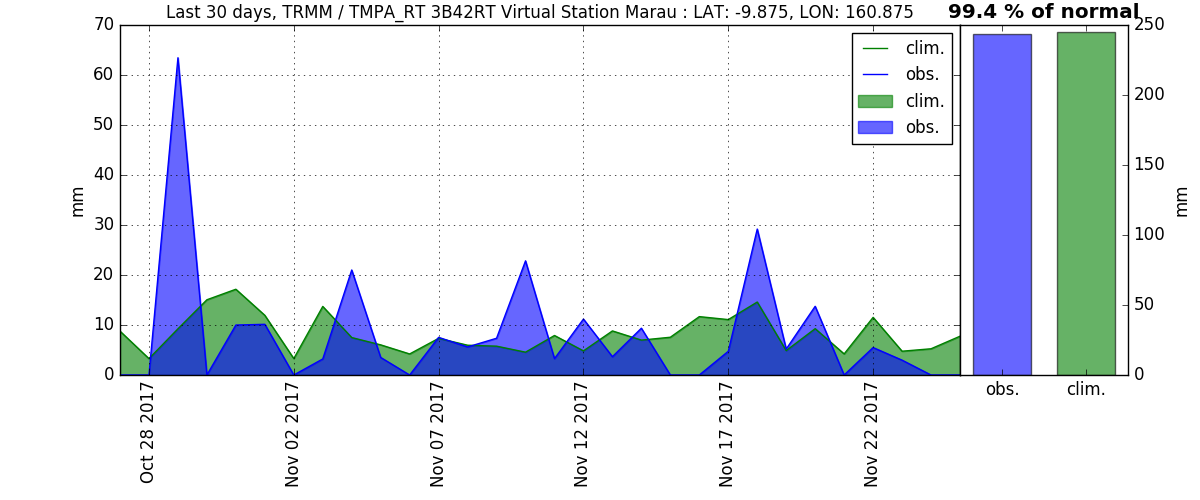 Last 30 days, TRMM / TMPA_RT 3B42RT Virtual Station Marau : LAT: -9.875, LON: 160.875
99.4 % of normal
70
60
50
40
30
20
10
0
mm
clim.
obs.
clim.
obs.
250
200
150
100
50
0
mm
obs.
clim.
Oct 28 2017
Nov 02 2017
Nov 07 2017
Nov 12 2017
Nov 17 2017
Nov 22 2017